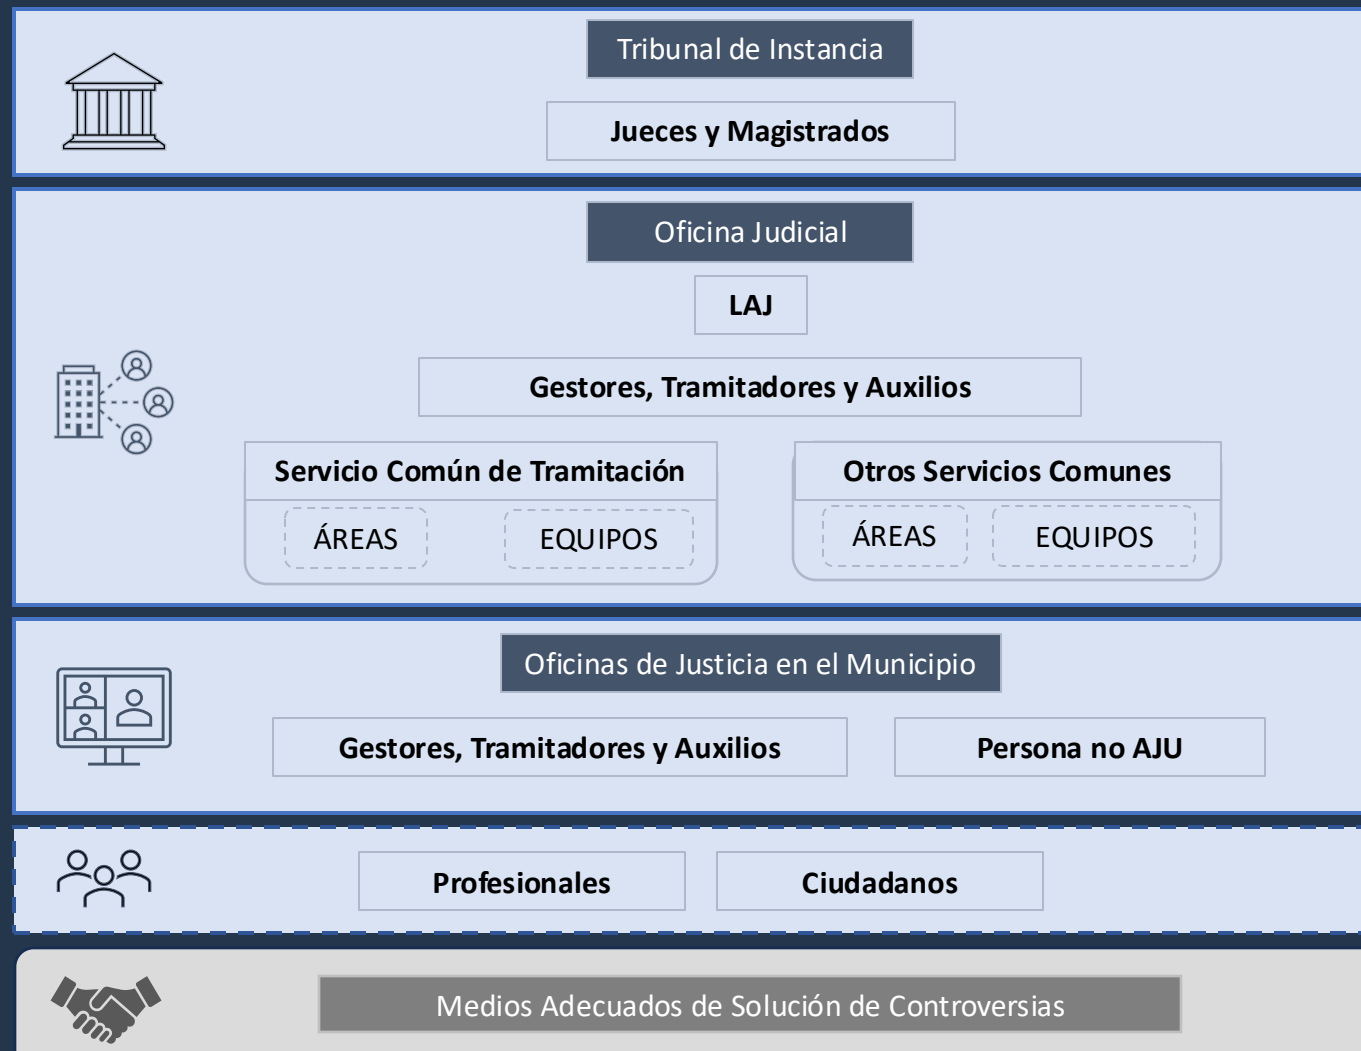 Tribunal de Instancia
Jueces y Magistrados
Oficina Judicial
LAJ
Gestores, Tramitadores y Auxilios
Servicio Común de Tramitación
ÁREAS
EQUIPOS
Otros Servicios Comunes
ÁREAS
EQUIPOS
Oficinas de Justicia en el Municipio
Gestores, Tramitadores y Auxilios
Persona no AJU
Profesionales
Ciudadanos
Medios Adecuados de Solución de Controversias